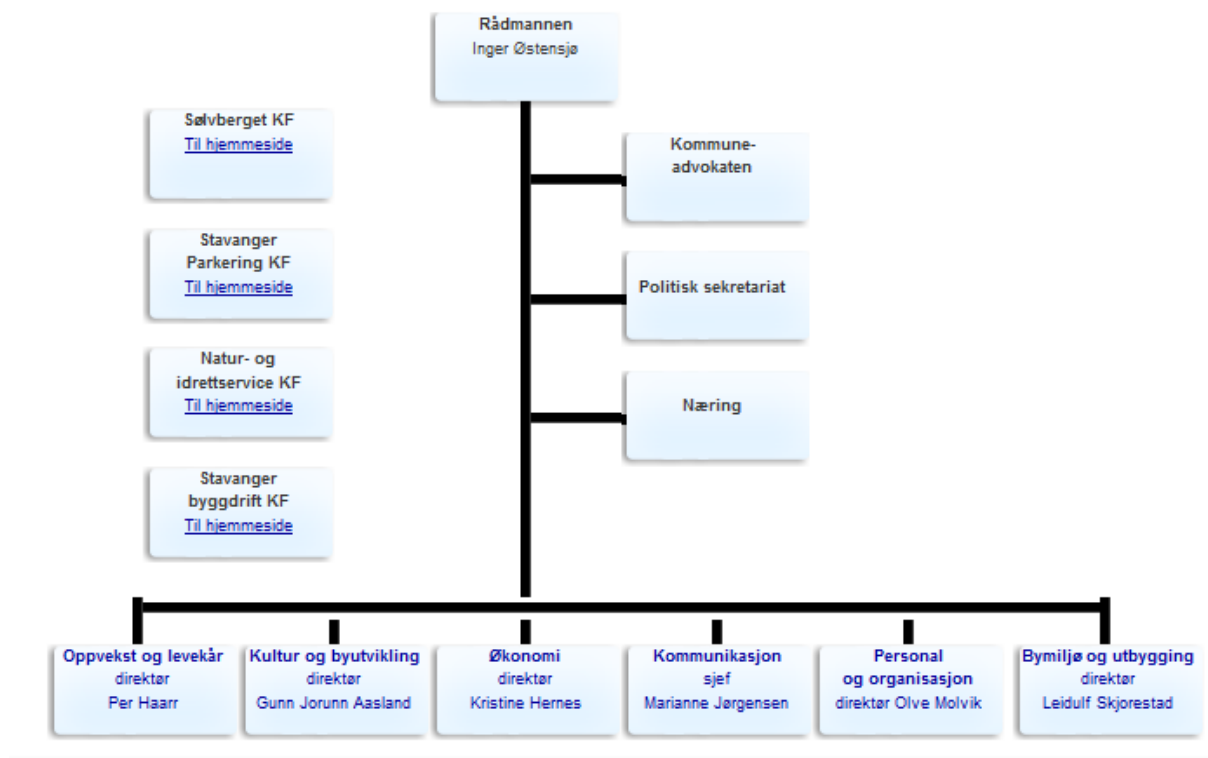 Rådmannen
Inger Østensjø
Sølvberget KF
Til hjemmeside
Stavanger
Parkering KF
Til hjemmeside
Natur- og
idrettservice KF
Til hjemmeside
Stavanger
byggdrift KF
Til hjemmeside
Kommune-
advokaten
Politisk sekretariat
Næring
Oppvekst og levekår
direktør
Per Haarr
Kultur og byutvikling
direktør
Gunn Jorunn Aasland
Økonomi
direktør
Kristine Hernes
Kommunikasjon
sjef
Marianne Jørgensen
Personal
og organisasjon
direktør Olve Molvik
Bymiljø og utbygging
direktør
Leidulf Skjorestad